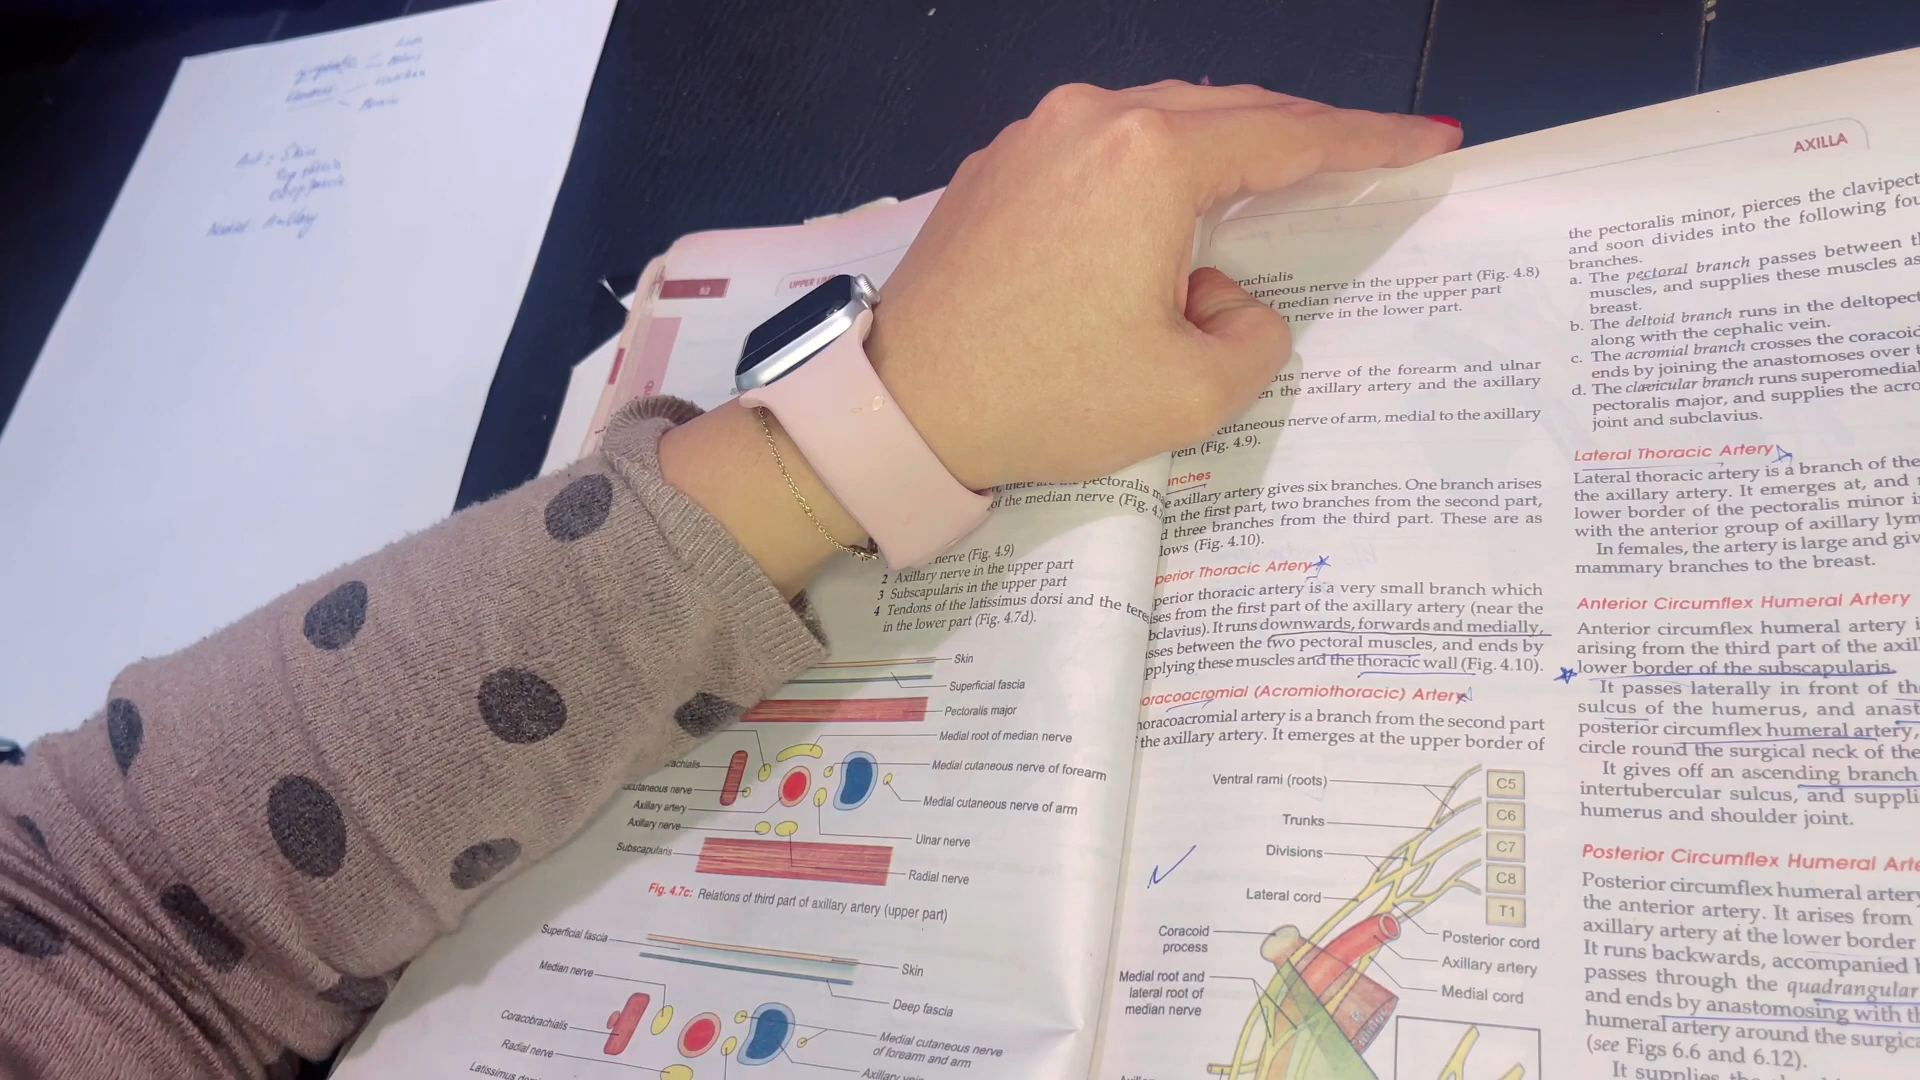 Skin
62
UPPER LI
nerve (Fig. 4.9)
2 Axillary nerve in the upper part
3 Subscapularis in the upper part
4 Tendons of the latissimus dorsi and the
in the lower part (Fig. 4.7d).
pectoralis
of the median nerve (Fig. 4.
Skin
Superficial fascia
Pectoralis major
Medial root of median nerve
Medial cutaneous nerve of forearm
Medial cutaneous nerve of arm
Ulnar nerve
Radial nerve
rachialis
cutaneous nerve
Axillary artery
Axillary nerve
Subscapularis
Fig. 4.7c: Relations of third part of axillary artery (upper part)
Superficial fascia
Median nerve
Coracobrachialis
Radial nerve
Latissimus
Skin
Deep fascia
Medial cutaneous nerve
of forearm and arm
Axillary
AXILLA
rachialis
taneous nerve in the upper part (Fig. 4.8)
f median nerve in the upper part
n nerve in the lower part.
ous nerve of the forearm and ulnar
en the axillary artery and the axillary
cutaneous nerve of arm, medial to the axillary
vein (Fig. 4.9).
nches
e axillary artery gives six branches. One branch arises
m the first part, two branches from the second part,
d three branches from the third part. These are as
lows (Fig. 4.10).
perior Thoracic Artery
perior thoracic artery is a very small branch which
ises from the first part of the axillary artery (near the
bclavius). It runs downwards, forwards and medially,
sses between the two pectoral muscles, and ends by
pplying these muscles and the thoracic wall (Fig. 4.10).
oracoacromial (Acromiothoracic) Artery
horacoacromial artery is a branch from the second part
the axillary artery. It emerges at the upper border of
Ventral rami (roots)
Trunks
Divisions
Lateral cord
Coracoid
process
Medial root and
lateral root of
median nerve
C5
C6
C7
C8
T1
Posterior cord
Axillary artery
Medial cord
the pectoralis minor, pierces the clavipect
and soon divides into the following fou
branches.
a. The pectoral branch passes between th
muscles, and supplies these muscles as
breast.
b. The deltoid branch runs in the deltopect
along with the cephalic vein.
c. The acromial branch crosses the coracoid
ends by joining the anastomoses over t
d. The clavicular branch runs superomedial
pectoralis major, and supplies the acro
joint and subclavius.
Lateral Thoracic Artery
Lateral thoracic artery is a branch of the
the axillary artery. It emerges at, and
lower border of the pectoralis minor i
with the anterior group of axillary lym
In females, the artery is large and giv
mammary branches to the breast.
Anterior Circumflex Humeral Artery
Anterior circumflex humeral artery i
arising from the third part of the axil
lower border of the subscapularis.
It passes laterally in front of th
sulcus of the humerus, and anast
posterior circumflex humeral artery,
circle round the surgical neck of the
It gives off an ascending branch
intertubercular sulcus, and suppli
humerus and shoulder joint.
Posterior Circumflex Humeral Arte
Posterior circumflex humeral artery
the anterior artery. It arises from
axillary artery at the lower border
It runs backwards, accompanied
passes through the quadrangular
and ends by anastomosing with th
humeral artery around the surgica
(see Figs 6.6 and 6.12).
It supplies the